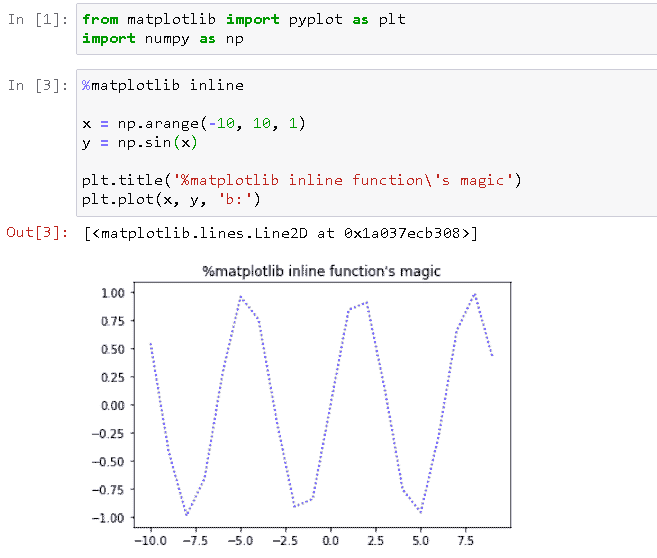 In [1]: from matplotlib import pyplot as plt
import numpy as np
In [3]: %matplotlib inline
x = np.arange(-10, 10, 1)
y = np.sin(x)
plt.title('%matplotlib inline function\'s magic')
plt.plot(x, y, 'b:')
Out[3]: [<matplotlib.lines.Line2D at 0x1a037ecb308>]
%matplotlib inline function's magic
1.00
0.75
0.50
0.25
0.00
−0.25
−0.50
−0.75
−1.00
−10.0 −7.5 −5.0 −2.5 0.0 2.5 5.0 7.5